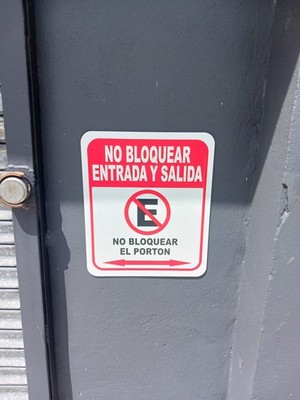 NO BLOQUEAR
ENTRADA Y SALIDA
E
NO BLOQUEAR
EL PORTON